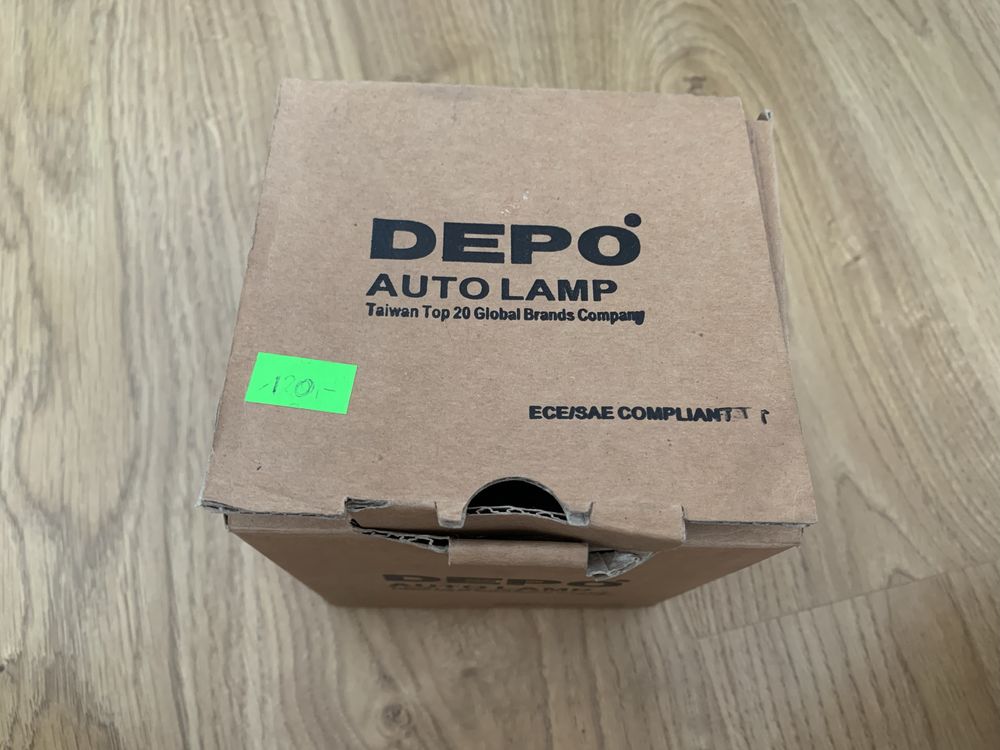 DEPO
AUTO LAMP
Taiwan Top 20 Global Brands Company
120,-
ECE/SAE COMPLIANT
DEPO
AUTO LAMP